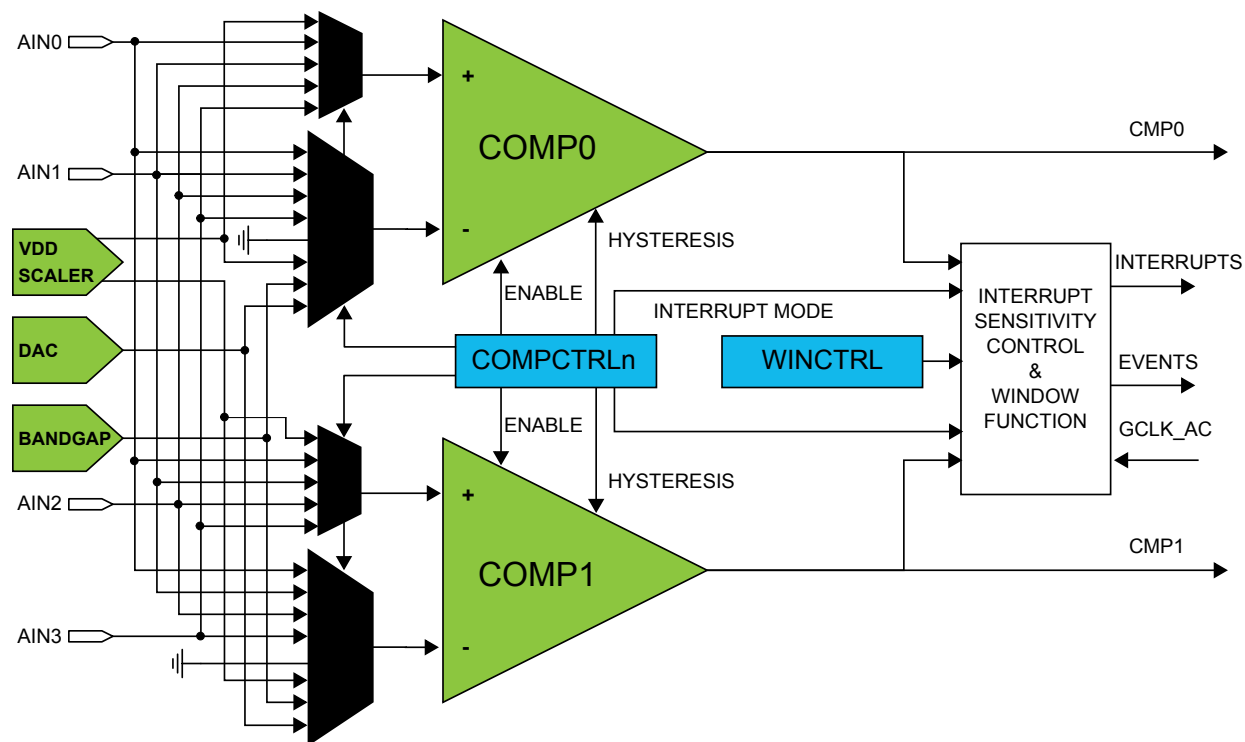 AIN0
+
COMP0
CMP0
AIN1
-
HYSTERESIS
VDD
SCALER
INTERRUPTS
ENABLE
INTERRUPT MODE
INTERRUPT
SENSITIVITY
CONTROL
&
WINDOW
FUNCTION
DAC
COMPCTRLn
WINCTRL
EVENTS
ENABLE
GCLK_AC
BANDGAP
HYSTERESIS
AIN2
+
CMP1
COMP1
AIN3
-